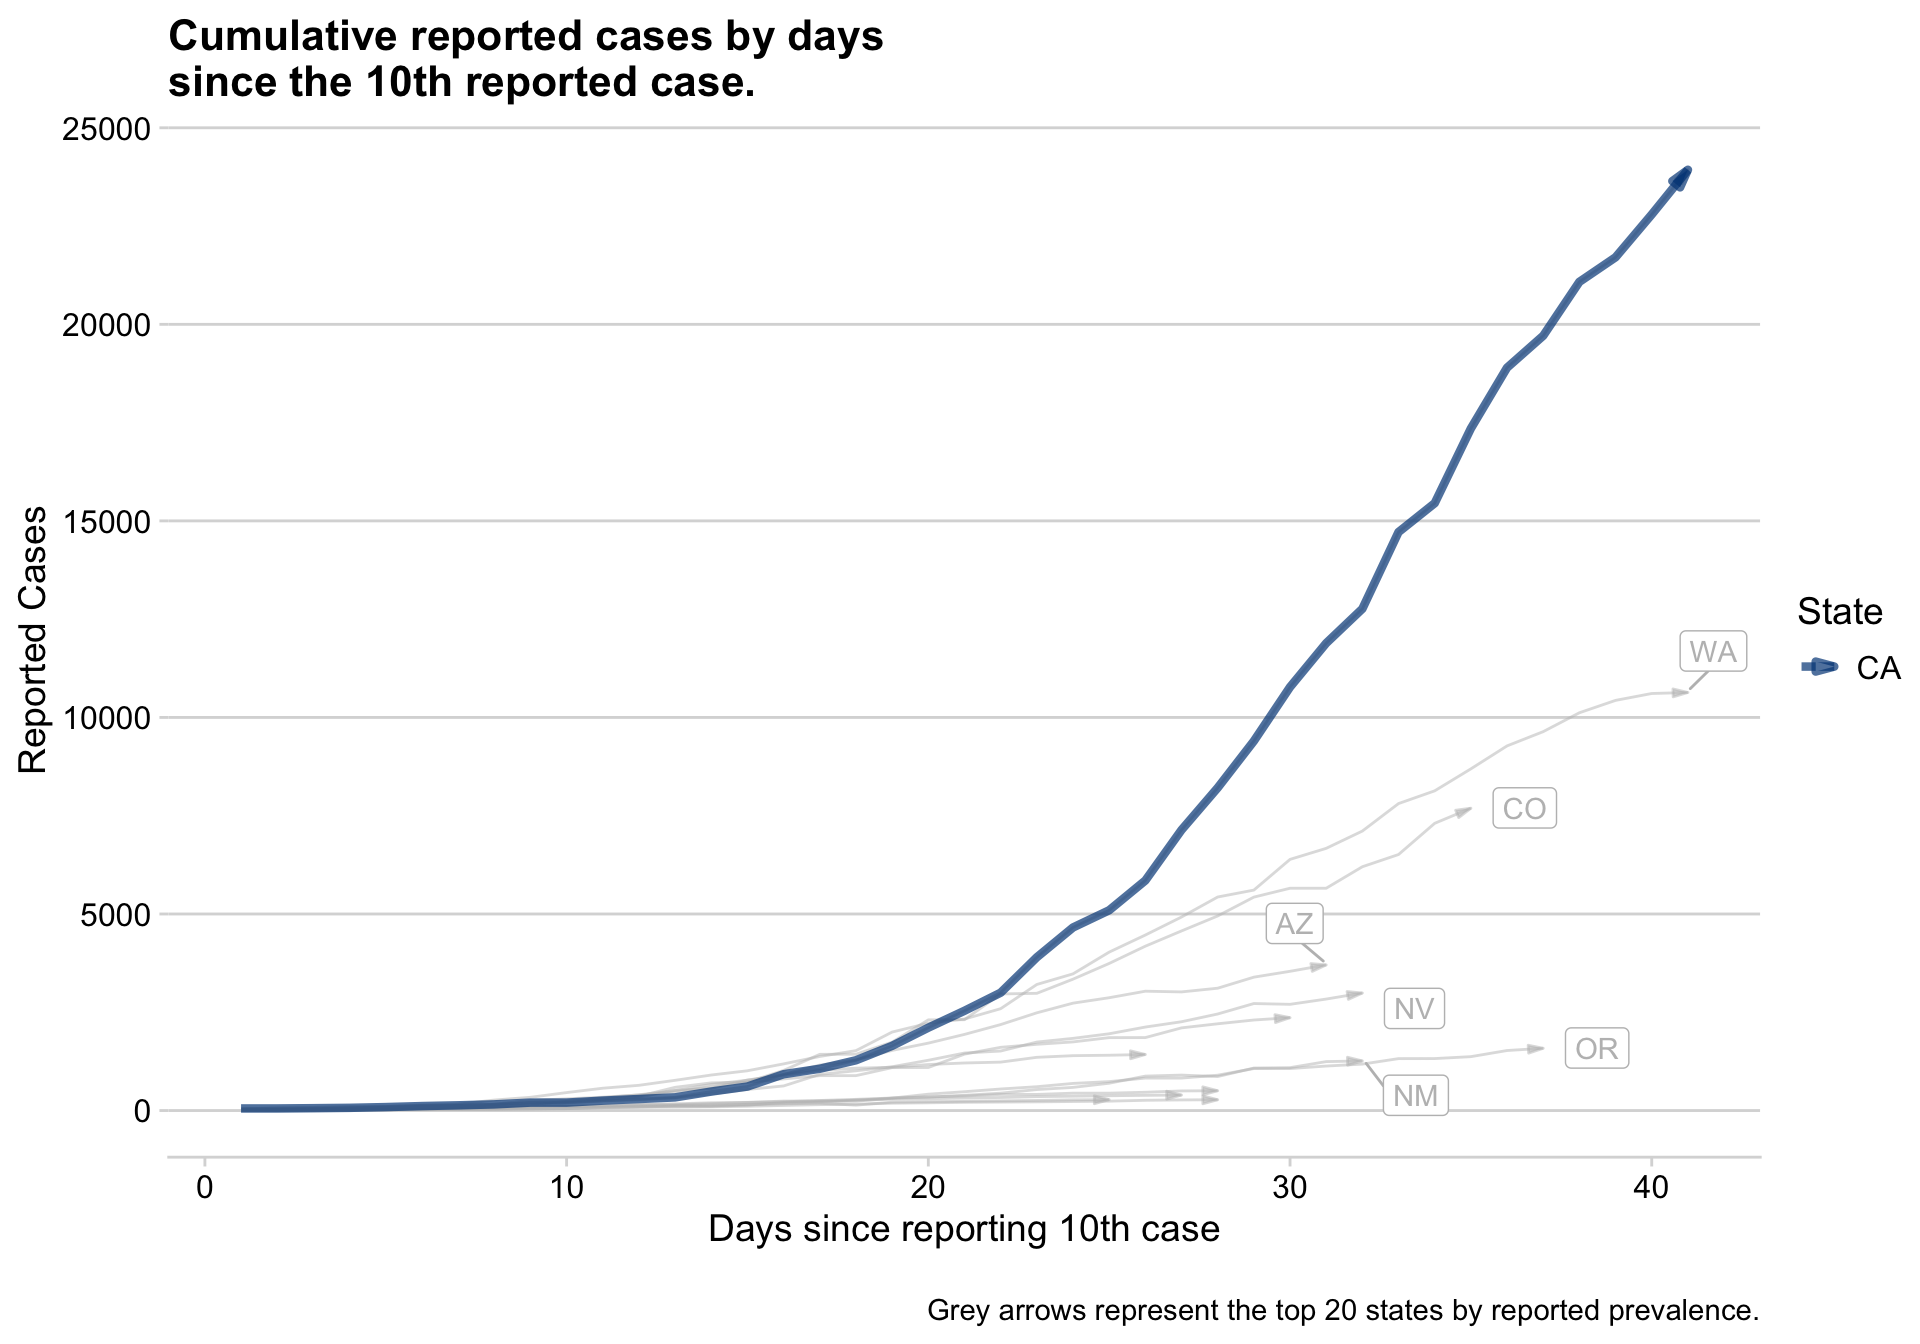 Cumulative reported cases by days
since the 10th reported case.
25000
20000
15000
10000
5000
0
Reported Cases
WA
CO
AZ
NV
OR
NM
State
CA
0 10 20 30 40
Days since reporting 10th case
Grey arrows represent the top 20 states by reported prevalence.